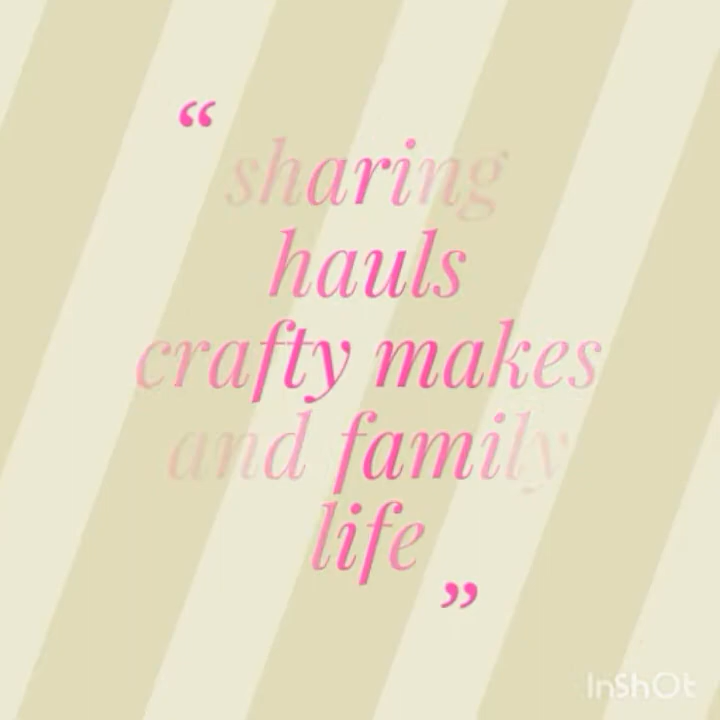 “
sharing
hauls
crafty makes
and family
life
”
InShOt